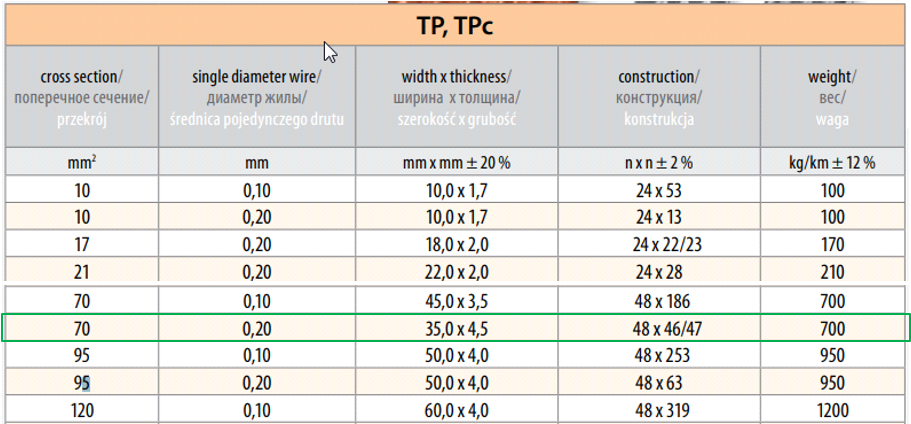 TP, TPc
cross section/ single diameter wire/ width x thickness/ construction/ weight/
поперечное сечение/ диаметр жилы/ ширина х толщина/ конструкция/ вес/
przekrój średnica pojedynczego drutu szerokość x grubość konstrukcja waga
mm² mm mm x mm ± 20 % n x n ± 2 % kg/km ± 12 %
10 0,10 10,0 x 1,7 24 x 53 100
10 0,20 10,0 x 1,7 24 x 13 100
17 0,20 18,0 x 2,0 24 x 22/23 170
21 0,20 22,0 x 2,0 24 x 28 210
70 0,10 45,0 x 3,5 48 x 186 700
70 0,20 35,0 x 4,5 48 x 46/47 700
95 0,10 50,0 x 4,0 48 x 253 950
95 0,20 50,0 x 4,0 48 x 63 950
120 0,10 60,0 x 4,0 48 x 319 1200